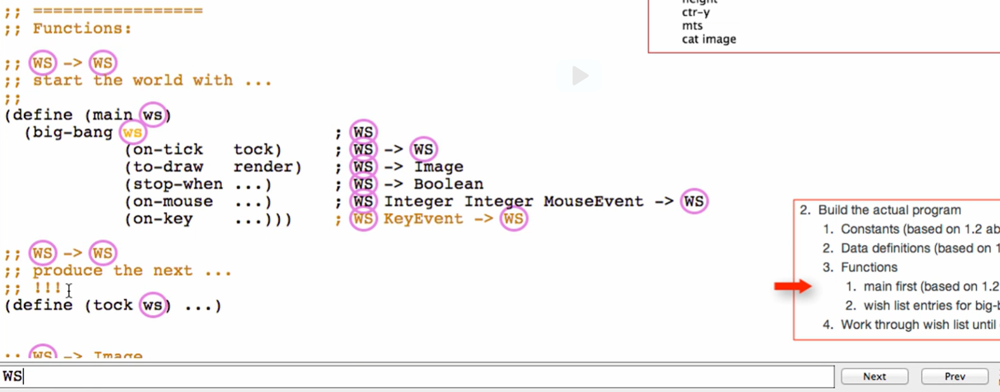 ;; =================
;; Functions:
;; WS -> WS
;; start the world with ...
;;
(define (main ws)
(big-bang ws ; WS
(on-tick tock) ; WS -> WS
(to-draw render) ; WS -> Image
(stop-when ...) ; WS -> Boolean
(on-mouse ...) ; WS Integer Integer MouseEvent -> WS
(on-key ...))) ; WS KeyEvent -> WS
;; WS -> WS
;; produce the next ...
;; !!!
(define (tock ws) ...)
;; WS -> Image
height
ctr-y
mts
cat image
2. Build the actual program
1. Constants (based on 1.2 ab
2. Data definitions (based on 1
3. Functions
1. main first (based on 1.2
2. wish list entries for big-b
4. Work through wish list until
WS
Next
Prev